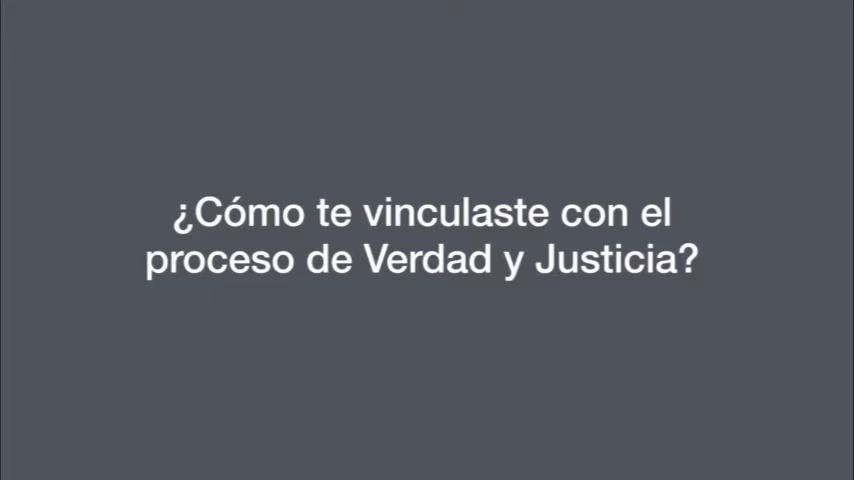 ¿Cómo te vinculaste con el
proceso de Verdad y Justicia?